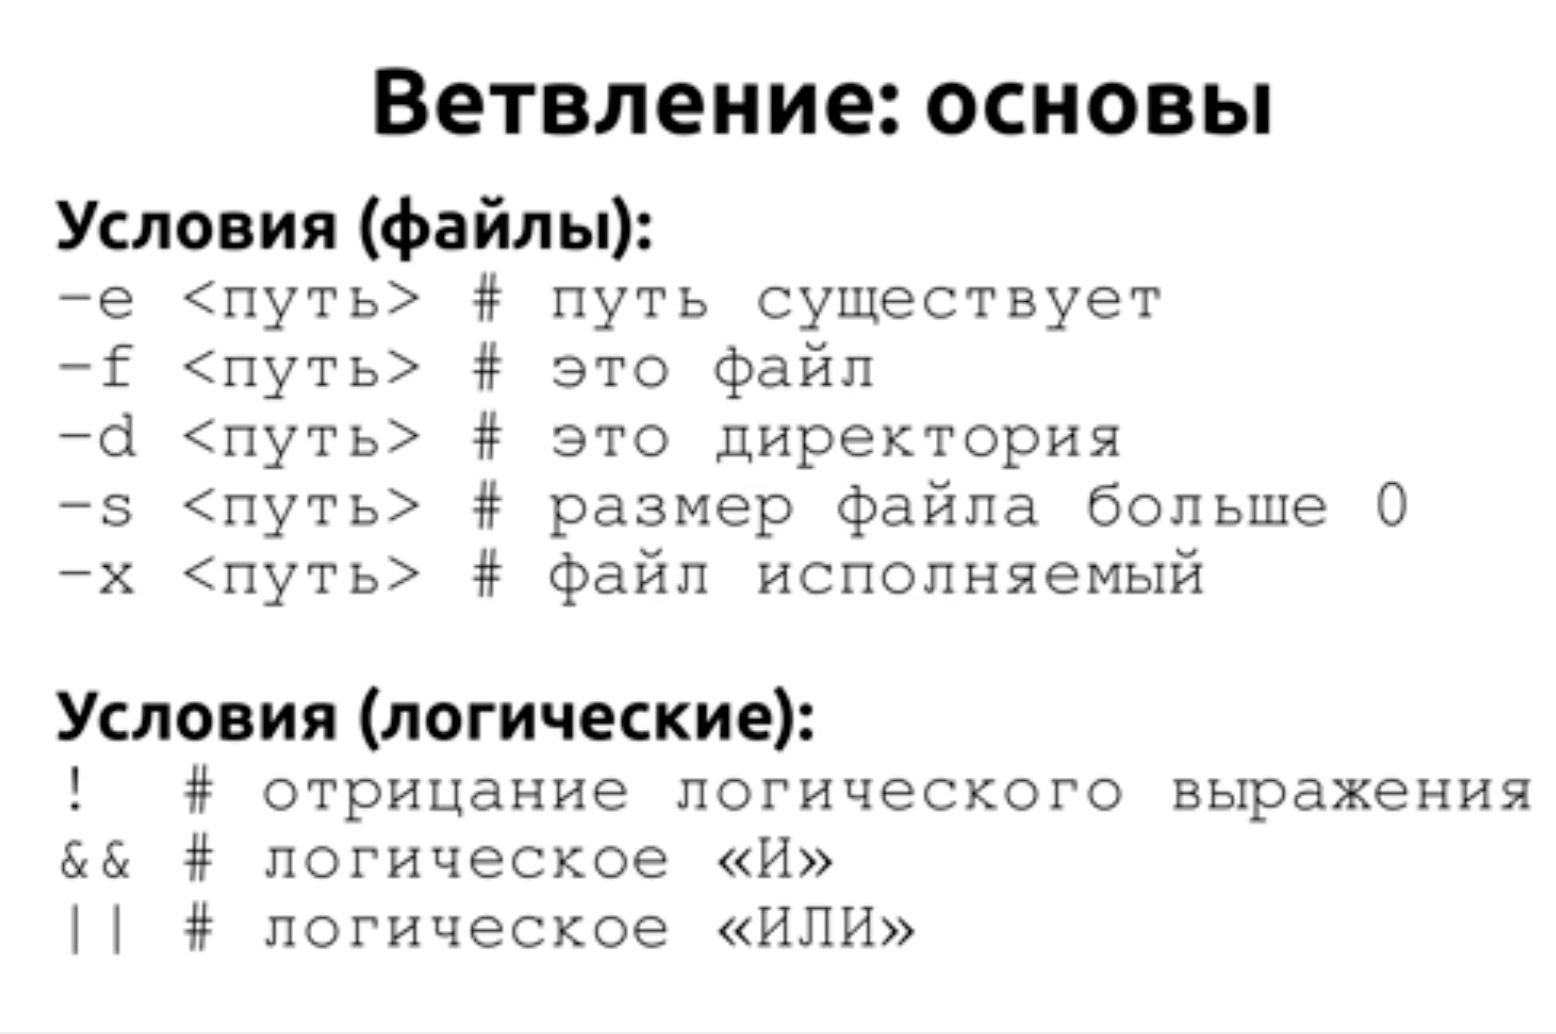 Ветвление: основы
Условия (файлы):
-e <путь> # путь существует
-f <путь> # это файл
-d <путь> # это директория
-s <путь> # размер файла больше 0
-x <путь> # файл исполняемый
Условия (логические):
! # отрицание логического выражения
&& # логическое «И»
|| # логическое «ИЛИ»